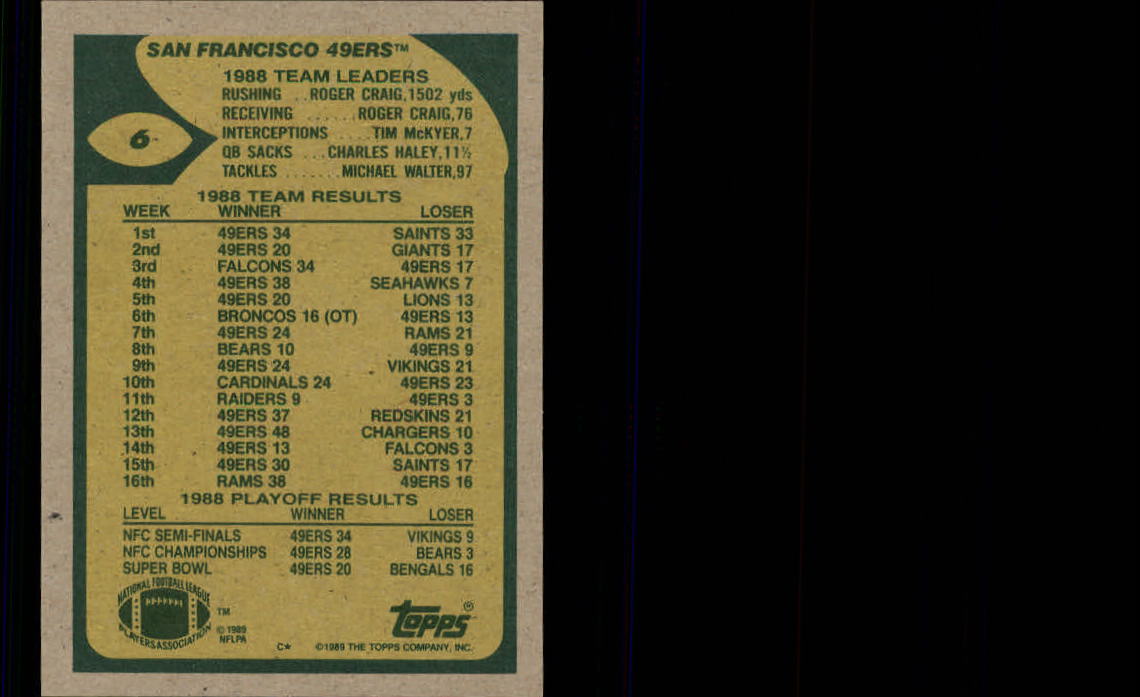 SAN FRANCISCO 49ERS™
1988 TEAM LEADERS
RUSHING ..ROGER CRAIG,1502 yds
RECEIVING ......ROGER CRAIG,76
6
INTERCEPTIONS ....TIM McKYER,7
QB SACKS ...CHARLES HALEY,11½
TACKLES .......MICHAEL WALTER,97
1988 TEAM RESULTS
WEEK WINNER LOSER
1st 49ERS 34 SAINTS 33
2nd 49ERS 20 GIANTS 17
3rd FALCONS 34 49ERS 17
4th 49ERS 38 SEAHAWKS 7
5th 49ERS 20 LIONS 13
6th BRONCOS 16 (OT) 49ERS 13
7th 49ERS 24 RAMS 21
8th BEARS 10 49ERS 9
9th 49ERS 24 VIKINGS 21
10th CARDINALS 24 49ERS 23
11th RAIDERS 9 49ERS 3
12th 49ERS 37 REDSKINS 21
13th 49ERS 48 CHARGERS 10
14th 49ERS 13 FALCONS 3
15th 49ERS 30 SAINTS 17
16th RAMS 38 49ERS 16
1988 PLAYOFF RESULTS
LEVEL WINNER LOSER
NFC SEMI-FINALS 49ERS 34 VIKINGS 9
NFC CHAMPIONSHIPS 49ERS 28 BEARS 3
SUPER BOWL 49ERS 20 BENGALS 16
NATIONAL FOOTBALL LEAGUE
PLAYERS ASSOCIATION
TM
© 1989
NFLPA
topps®
C★ ©1989 THE TOPPS COMPANY, INC.